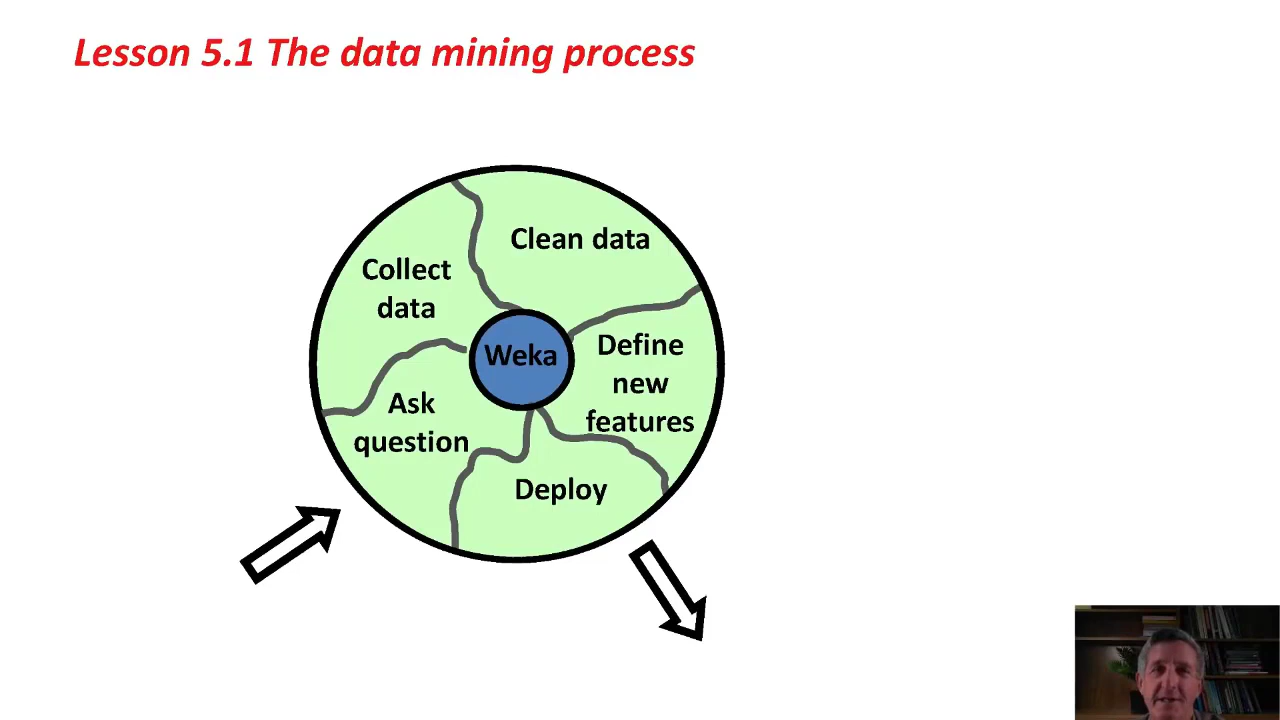 Lesson 5.1 The data mining process
Clean data
Collect
data
Weka
Define
new
features
Ask
question
Deploy